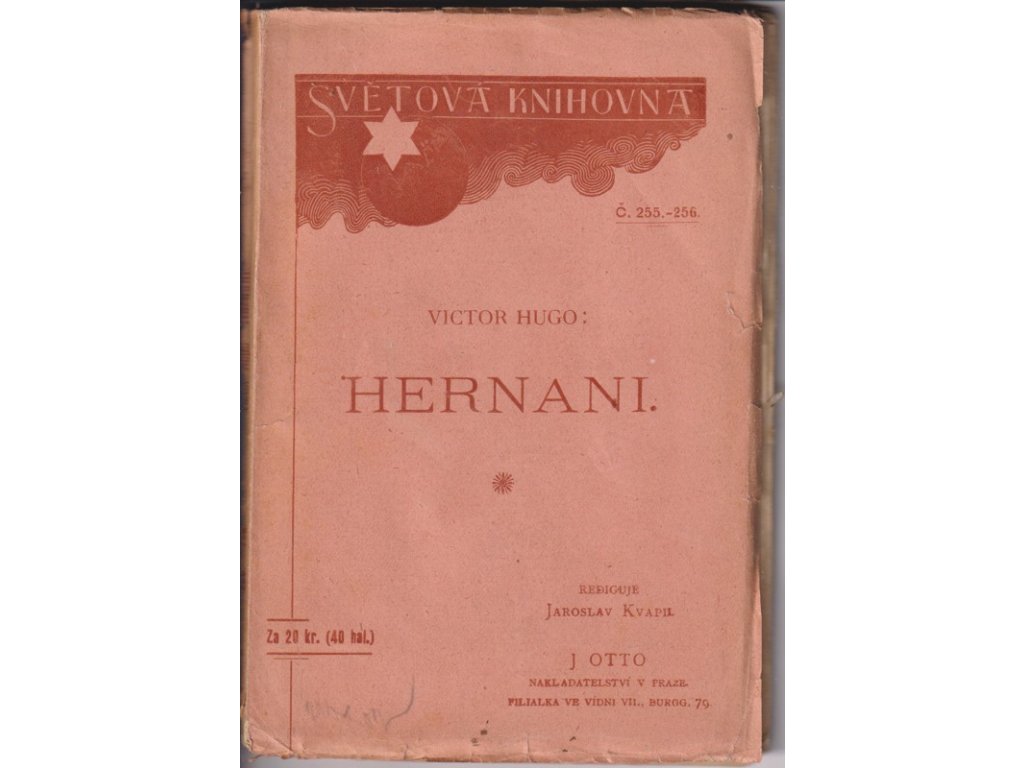 SVĚTOVÁ KNIHOVNA
Č. 255.-256.
VICTOR HUGO:
HERNANI.
REDIGUJE
JAROSLAV KVAPIL
Za 20 kr. (40 hal.)
J OTTO
NAKLADATELSTVÍ V PRAZE.
FILJALKA VE VÍDNI VII., BURGG. 79.